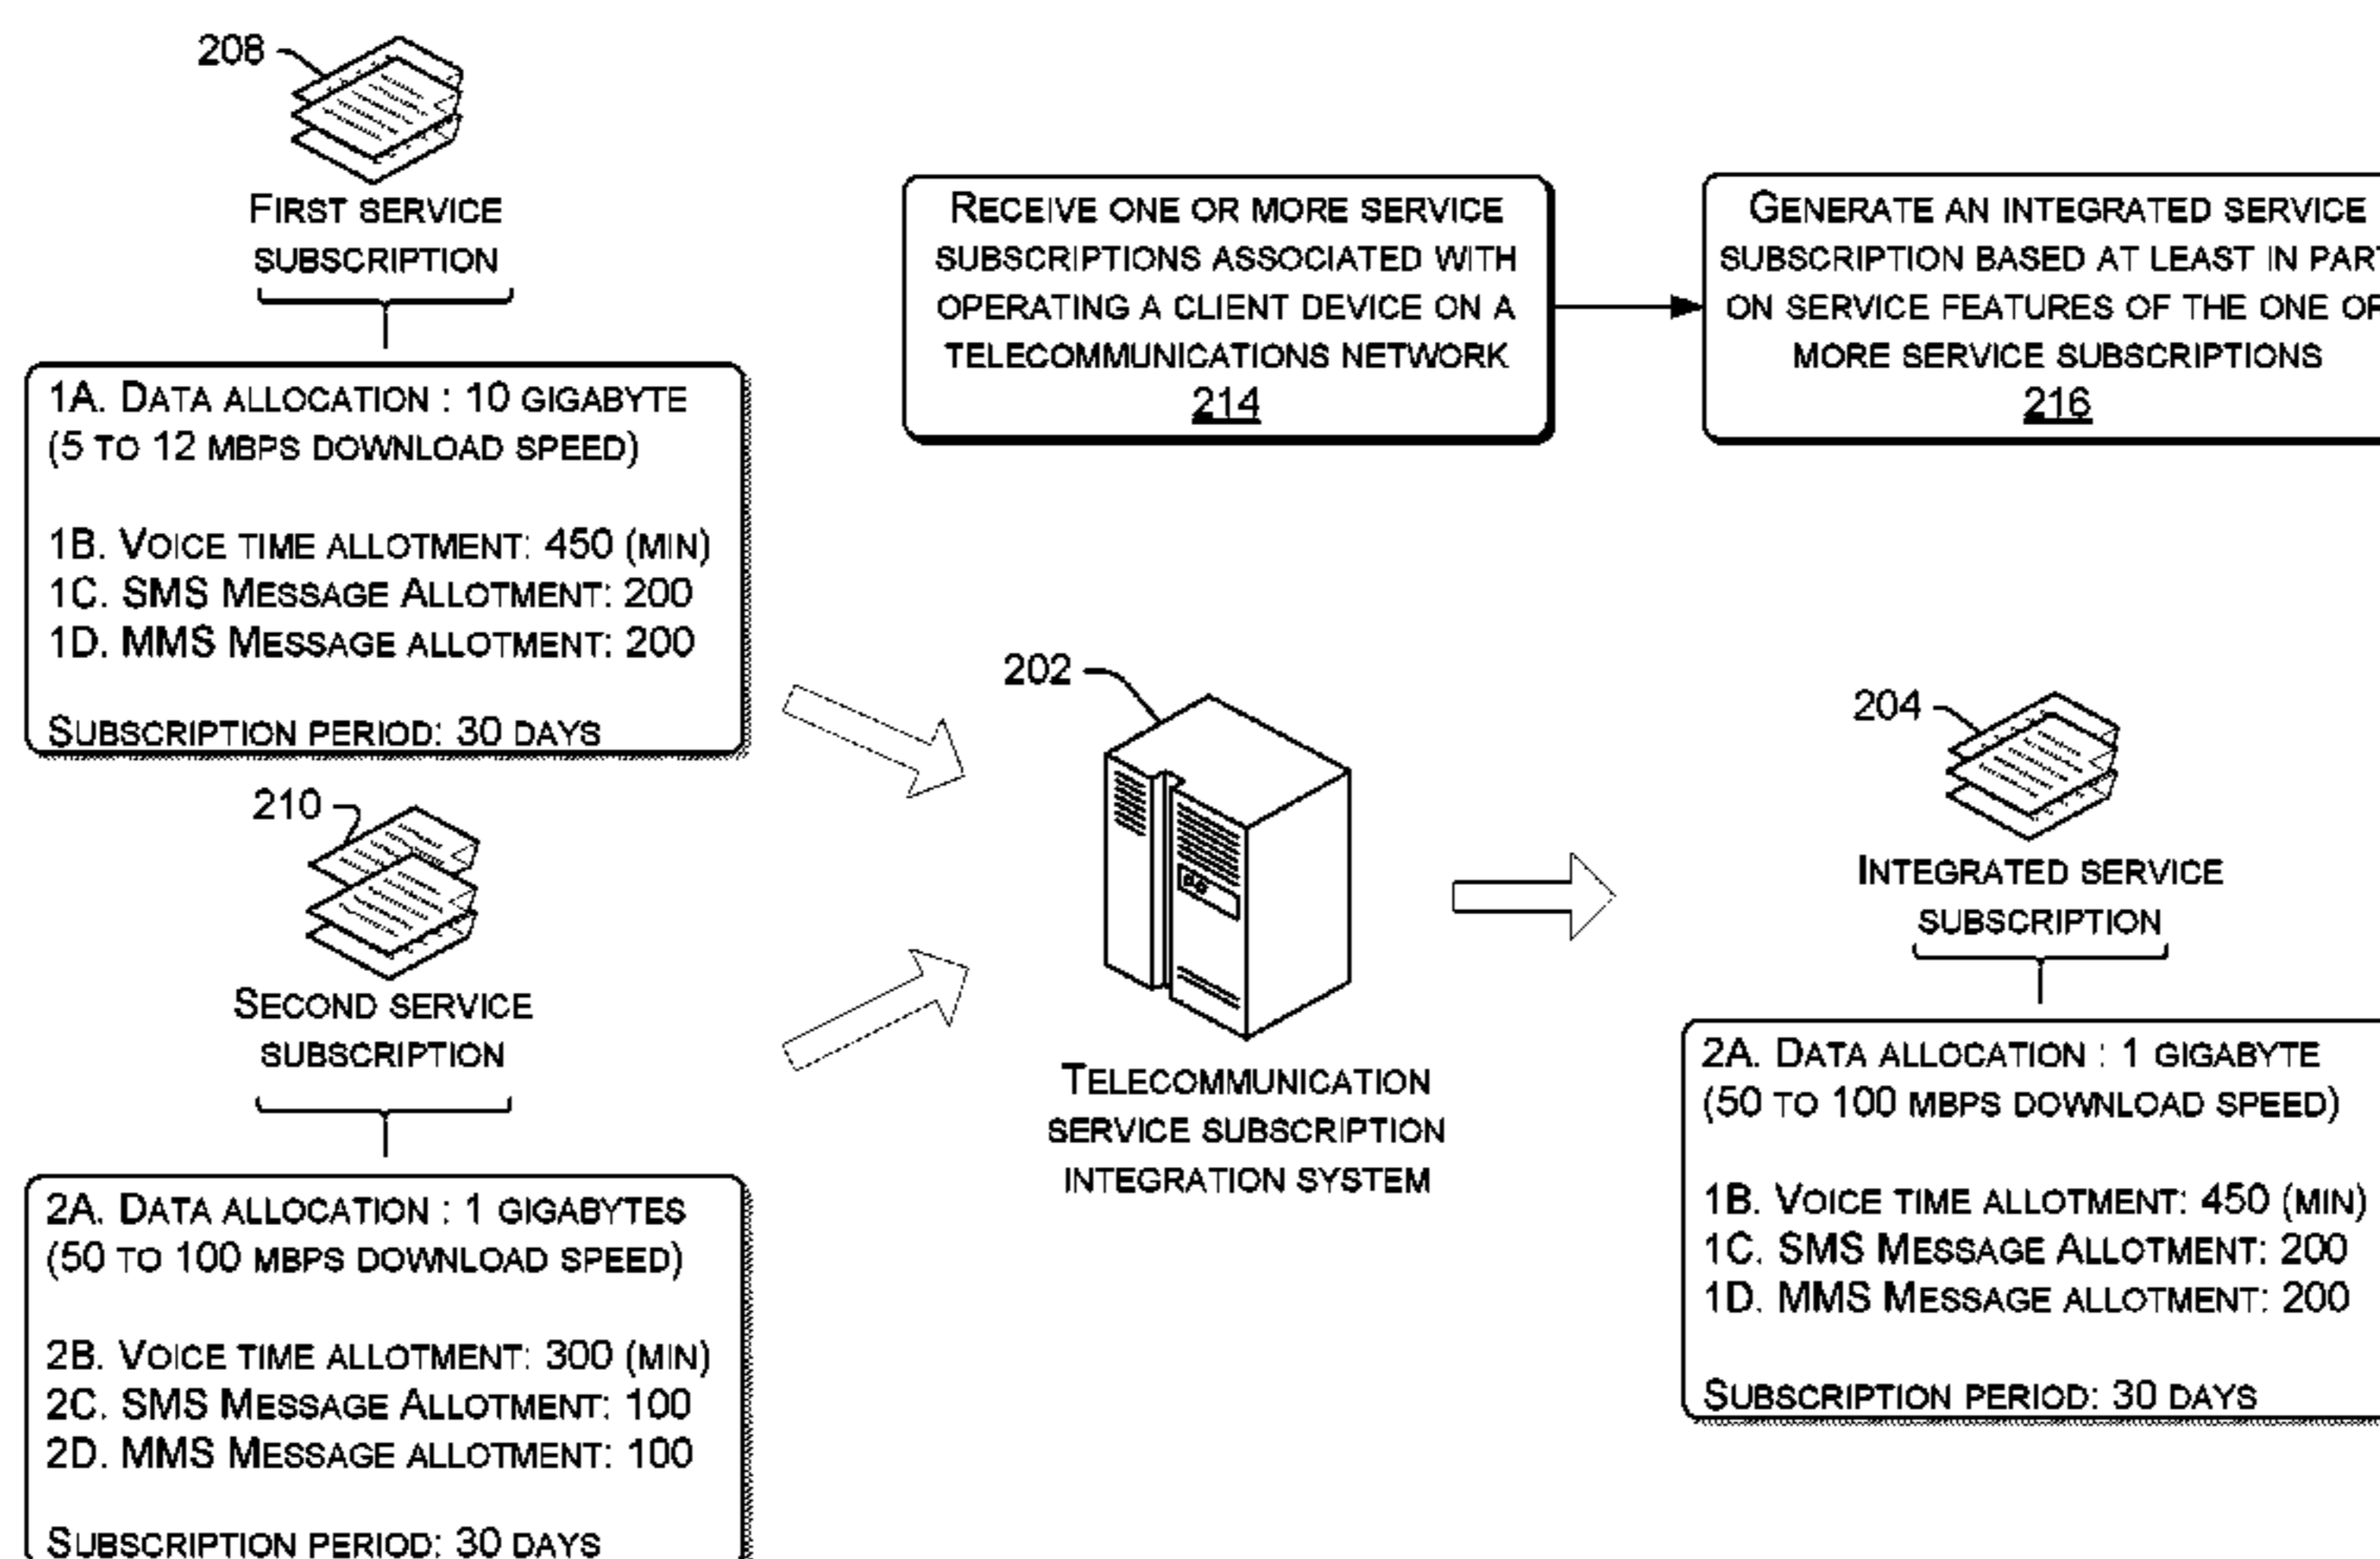 208
FIRST SERVICE
SUBSCRIPTION
1A. DATA ALLOCATION : 10 GIGABYTE
(5 TO 12 MBPS DOWNLOAD SPEED)
1B. VOICE TIME ALLOTMENT: 450 (MIN)
1C. SMS MESSAGE ALLOTMENT: 200
1D. MMS MESSAGE ALLOTMENT: 200
SUBSCRIPTION PERIOD: 30 DAYS
210
SECOND SERVICE
SUBSCRIPTION
2A. DATA ALLOCATION : 1 GIGABYTES
(50 TO 100 MBPS DOWNLOAD SPEED)
2B. VOICE TIME ALLOTMENT: 300 (MIN)
2C. SMS MESSAGE ALLOTMENT: 100
2D. MMS MESSAGE ALLOTMENT: 100
SUBSCRIPTION PERIOD: 30 DAYS
RECEIVE ONE OR MORE SERVICE
SUBSCRIPTIONS ASSOCIATED WITH
OPERATING A CLIENT DEVICE ON A
TELECOMMUNICATIONS NETWORK
214
GENERATE AN INTEGRATED SERVICE
SUBSCRIPTION BASED AT LEAST IN PART
ON SERVICE FEATURES OF THE ONE OR
MORE SERVICE SUBSCRIPTIONS
216
202
TELECOMMUNICATION
SERVICE SUBSCRIPTION
INTEGRATION SYSTEM
204
INTEGRATED SERVICE
SUBSCRIPTION
2A. DATA ALLOCATION : 1 GIGABYTE
(50 TO 100 MBPS DOWNLOAD SPEED)
1B. VOICE TIME ALLOTMENT: 450 (MIN)
1C. SMS MESSAGE ALLOTMENT: 200
1D. MMS MESSAGE ALLOTMENT: 200
SUBSCRIPTION PERIOD: 30 DAYS